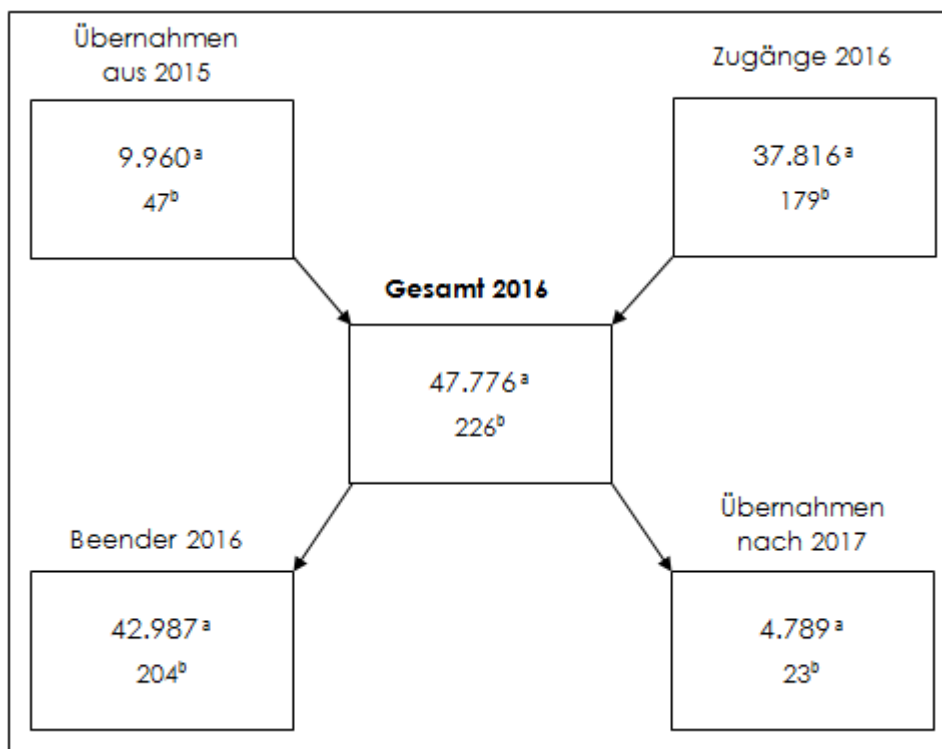 Übernahmen
aus 2015
9.960ᵃ
47ᵇ
Zugänge 2016
37.816ᵃ
179ᵇ
Gesamt 2016
47.776ᵃ
226ᵇ
Beender 2016
42.987ᵃ
204ᵇ
Übernahmen
nach 2017
4.789ᵃ
23ᵇ